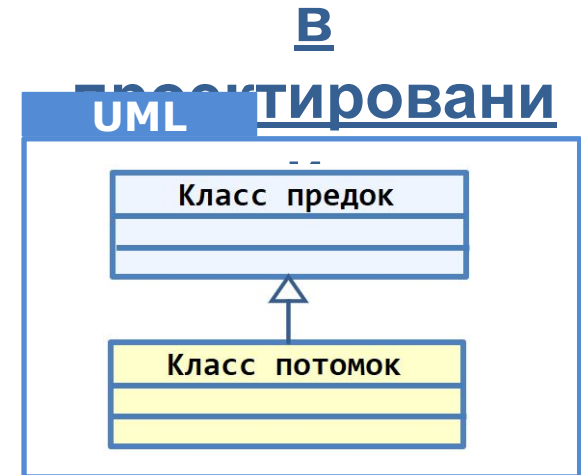 в
проектировани
UML
Класс предок
Класс потомок